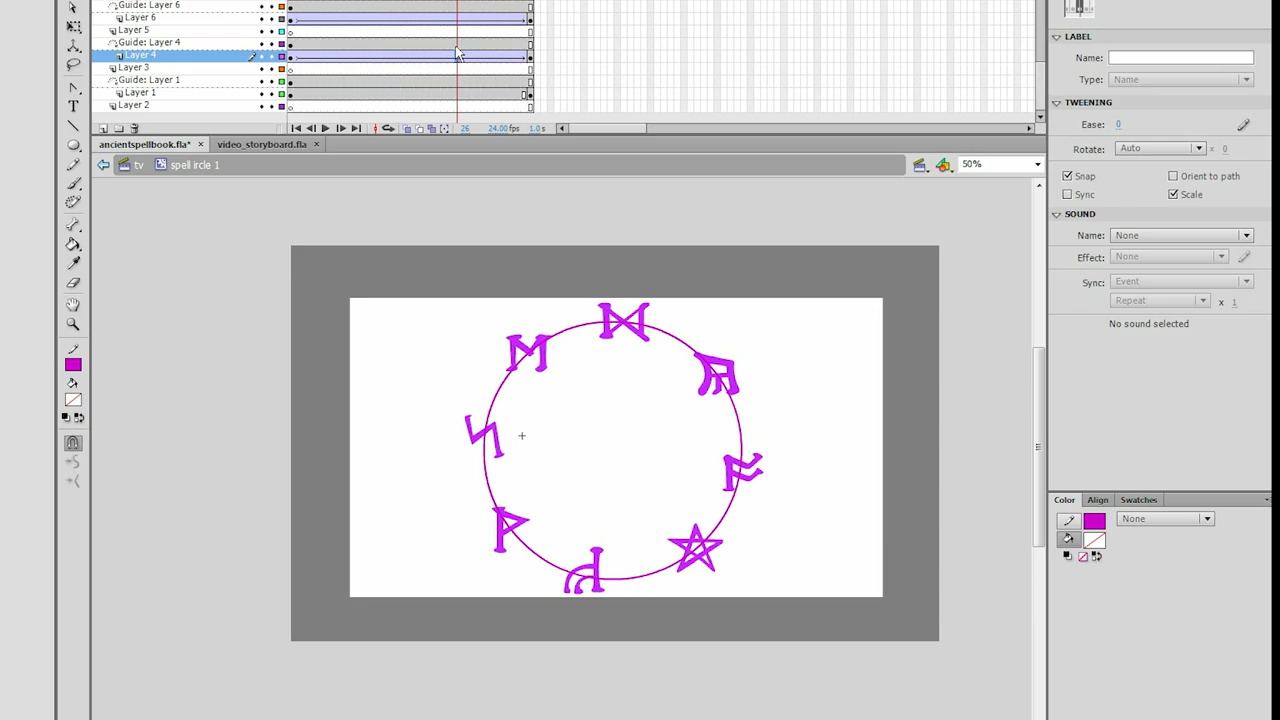 Guide: Layer 6
Layer 6
Layer 5
Guide: Layer 4
Layer 4
Layer 3
Guide: Layer 1
Layer 1
Layer 2
26 24.00 fps 1.0 s
ancientspellbook.fla* × video_storyboard.fla ×
tv spell ircle 1 50%
LABEL
Name:
Type: Name
TWEENING
Ease: 0
Rotate: Auto x 0
Snap Orient to path
Sync Scale
SOUND
Name: None
Effect: None
Sync: Event
Repeat x 1
No sound selected
Color Align Swatches
None